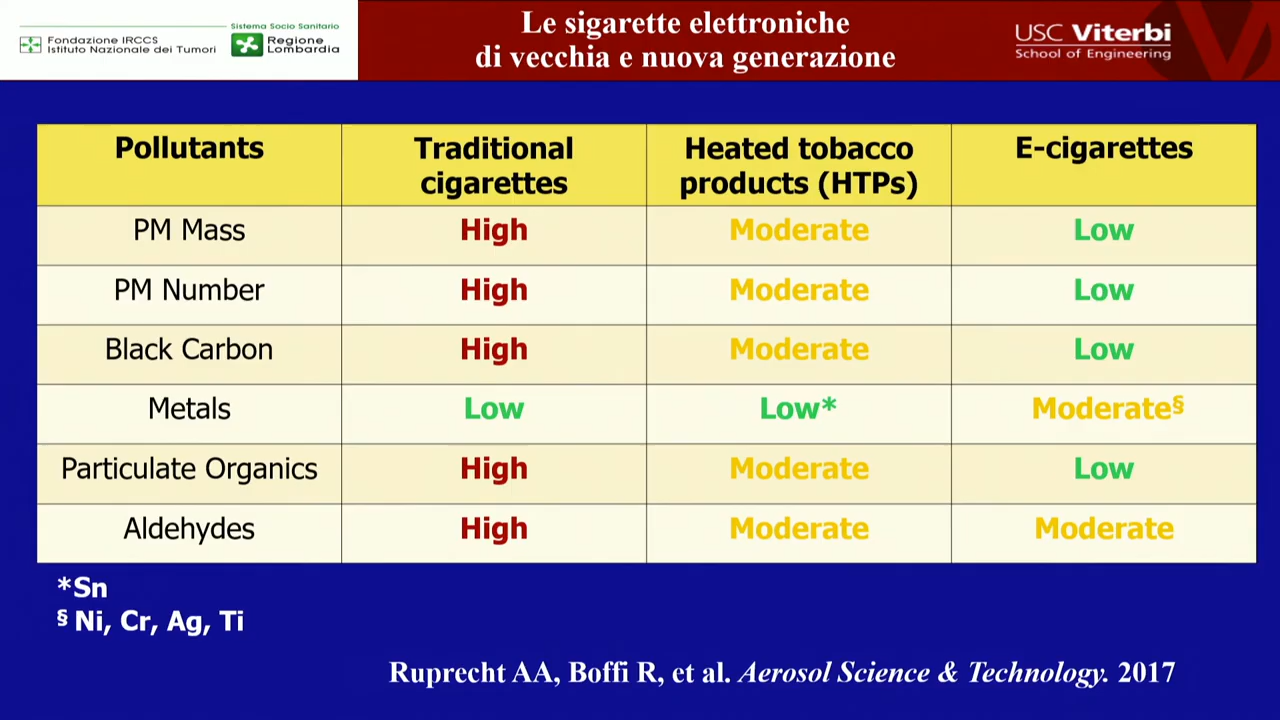 Fondazione IRCCS
Istituto Nazionale dei Tumori
Sistema Socio Sanitario
Regione
Lombardia
Le sigarette elettroniche
di vecchia e nuova generazione
USC Viterbi
School of Engineering
Pollutants
Traditional
cigarettes
Heated tobacco
products (HTPs)
E-cigarettes
PM Mass High Moderate Low
PM Number High Moderate Low
Black Carbon High Moderate Low
Metals Low Low* Moderate§
Particulate Organics High Moderate Low
Aldehydes High Moderate Moderate
*Sn
§ Ni, Cr, Ag, Ti
Ruprecht AA, Boffi R, et al. Aerosol Science & Technology. 2017